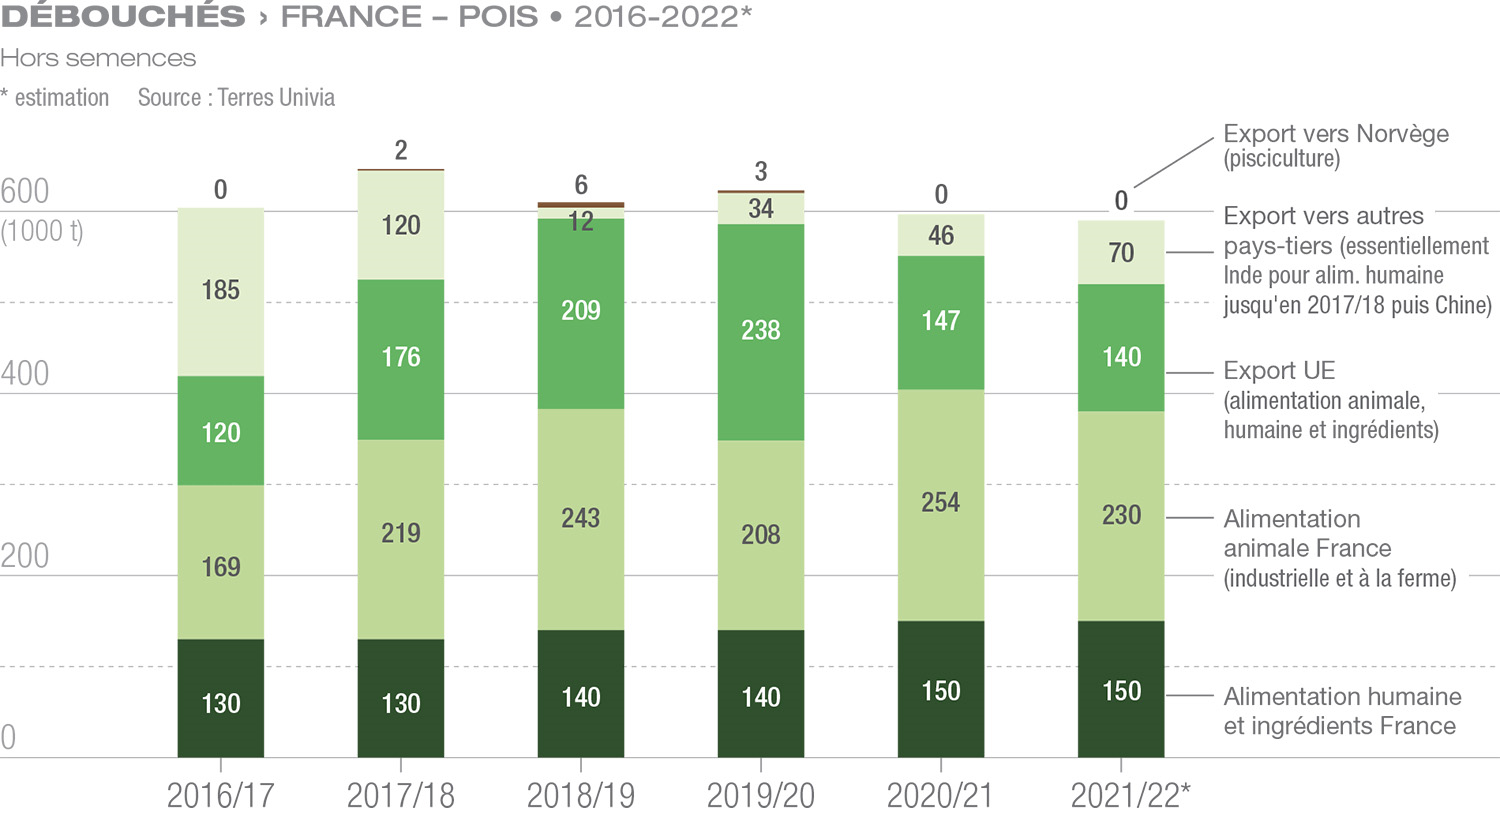 DÉBOUCHÉS › FRANCE – POIS • 2016-2022*
Hors semences
* estimation Source : Terres Univia
600
(1000 t)
400
200
0
0
185
120
169
130
2
120
176
219
130
6
12
209
243
140
3
34
238
208
140
0
46
147
254
150
0
70
140
230
150
Export vers Norvège
(pisciculture)
Export vers autres
pays-tiers (essentiellement
Inde pour alim. humaine
jusqu'en 2017/18 puis Chine)
Export UE
(alimentation animale,
humaine et ingrédients)
Alimentation
animale France
(industrielle et à la ferme)
Alimentation humaine
et ingrédients France
2016/17
2017/18
2018/19
2019/20
2020/21
2021/22*